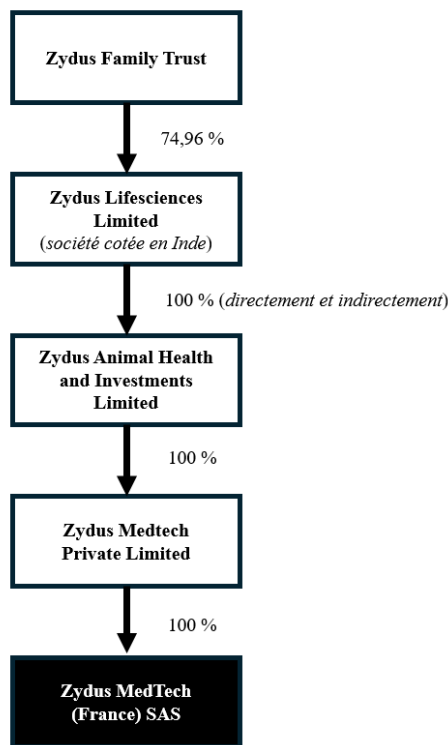 Zydus Family Trust
74,96 %
Zydus Lifesciences
Limited
(société cotée en Inde)
100 % (directement et indirectement)
Zydus Animal Health
and Investments
Limited
100 %
Zydus Medtech
Private Limited
100 %
Zydus MedTech
(France) SAS